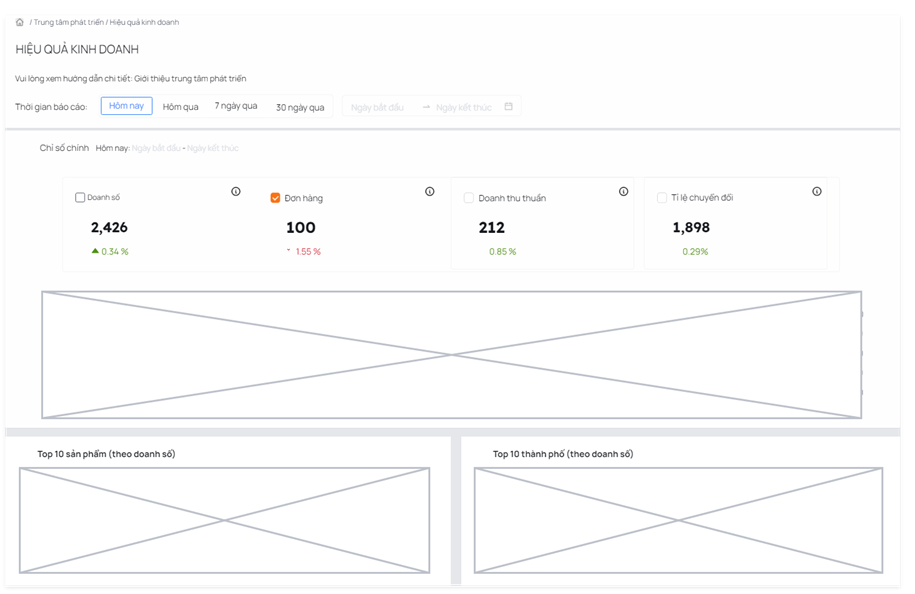 / Trung tâm phát triển / Hiệu quả kinh doanh
HIỆU QUẢ KINH DOANH
Vui lòng xem hướng dẫn chi tiết: Giới thiệu trung tâm phát triển
Thời gian báo cáo: Hôm nay Hôm qua 7 ngày qua 30 ngày qua Ngày bắt đầu → Ngày kết thúc
Chỉ số chính Hôm nay: Ngày bắt đầu - Ngày kết thúc
Doanh số Đơn hàng Doanh thu thuần Tỉ lệ chuyển đổi
2,426 100 212 1,898
0.34 % 1.55 % 0.85 % 0.29%
Top 10 sản phẩm (theo doanh số) Top 10 thành phố (theo doanh số)